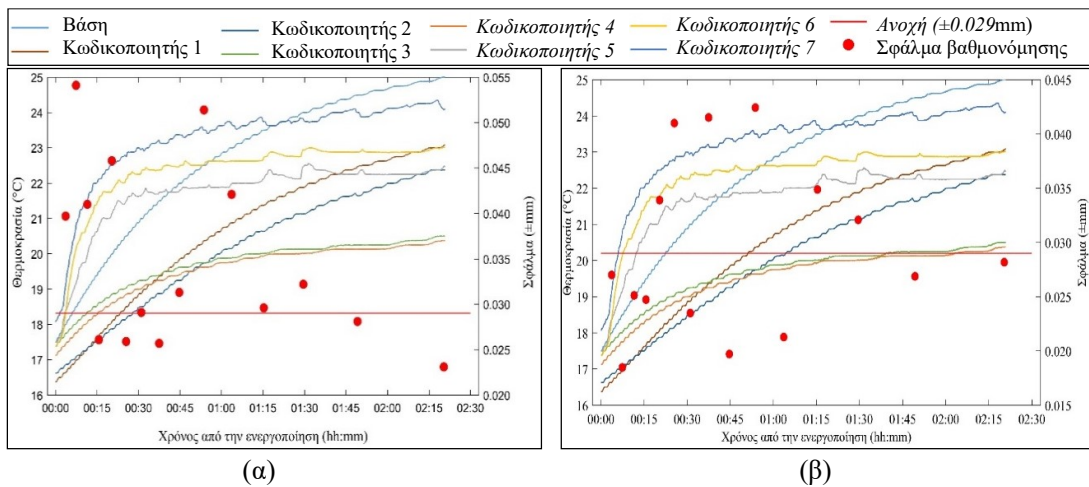 Βάση Κωδικοποιητής 2 Κωδικοποιητής 4 Κωδικοποιητής 6 Ανοχή (±0.029mm)
Κωδικοποιητής 1 Κωδικοποιητής 3 Κωδικοποιητής 5 Κωδικοποιητής 7 Σφάλμα βαθμονόμησης
25
24
23
22
21
20
19
18
17
16
Θερμοκρασία (°C)
0.055
0.050
0.045
0.040
0.035
0.030
0.025
0.020
Σφάλμα (±mm)
00:00 00:15 00:30 00:45 01:00 01:15 01:30 01:45 02:00 02:15 02:30
Χρόνος από την ενεργοποίηση (hh:mm)
(α)
25
24
23
22
21
20
19
18
17
16
Θερμοκρασία (°C)
0.045
0.040
0.035
0.030
0.025
0.020
0.015
Σφάλμα (±mm)
00:00 00:15 00:30 00:45 01:00 01:15 01:30 01:45 02:00 02:15 02:30
Χρόνος από την ενεργοποίηση (hh:mm)
(β)